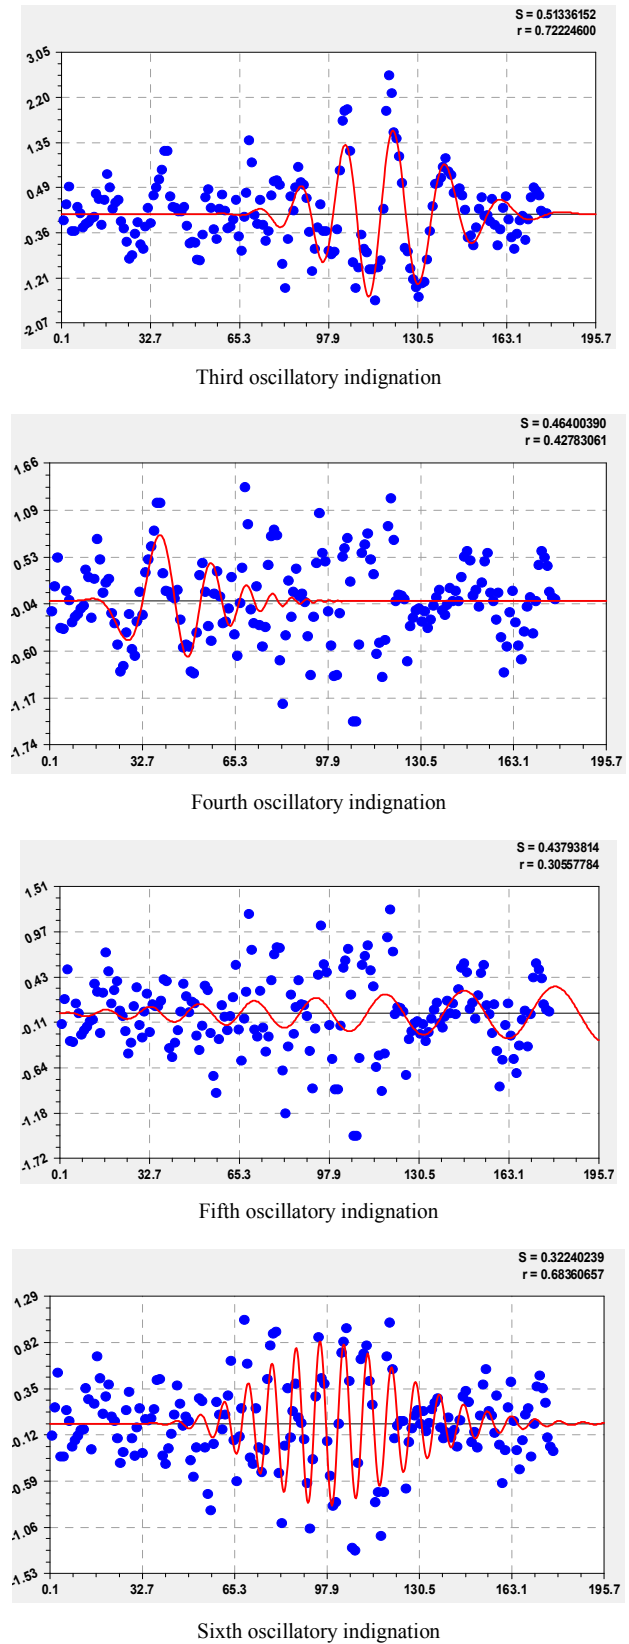 S = 0.51336152
r = 0.72224600
3.05
2.20
1.35
0.49
-0.36
-1.21
-2.07
0.1 32.7 65.3 97.9 130.5 163.1 195.7
Third oscillatory indignation
S = 0.46400390
r = 0.42783061
1.66
1.09
0.53
-0.04
-0.60
-1.17
-1.74
0.1 32.7 65.3 97.9 130.5 163.1 195.7
Fourth oscillatory indignation
S = 0.43793814
r = 0.30557784
1.51
0.97
0.43
-0.11
-0.64
-1.18
-1.72
0.1 32.7 65.3 97.9 130.5 163.1 195.7
Fifth oscillatory indignation
S = 0.32240239
r = 0.68360657
1.29
0.82
0.35
-0.12
-0.59
-1.06
-1.53
0.1 32.7 65.3 97.9 130.5 163.1 195.7
Sixth oscillatory indignation